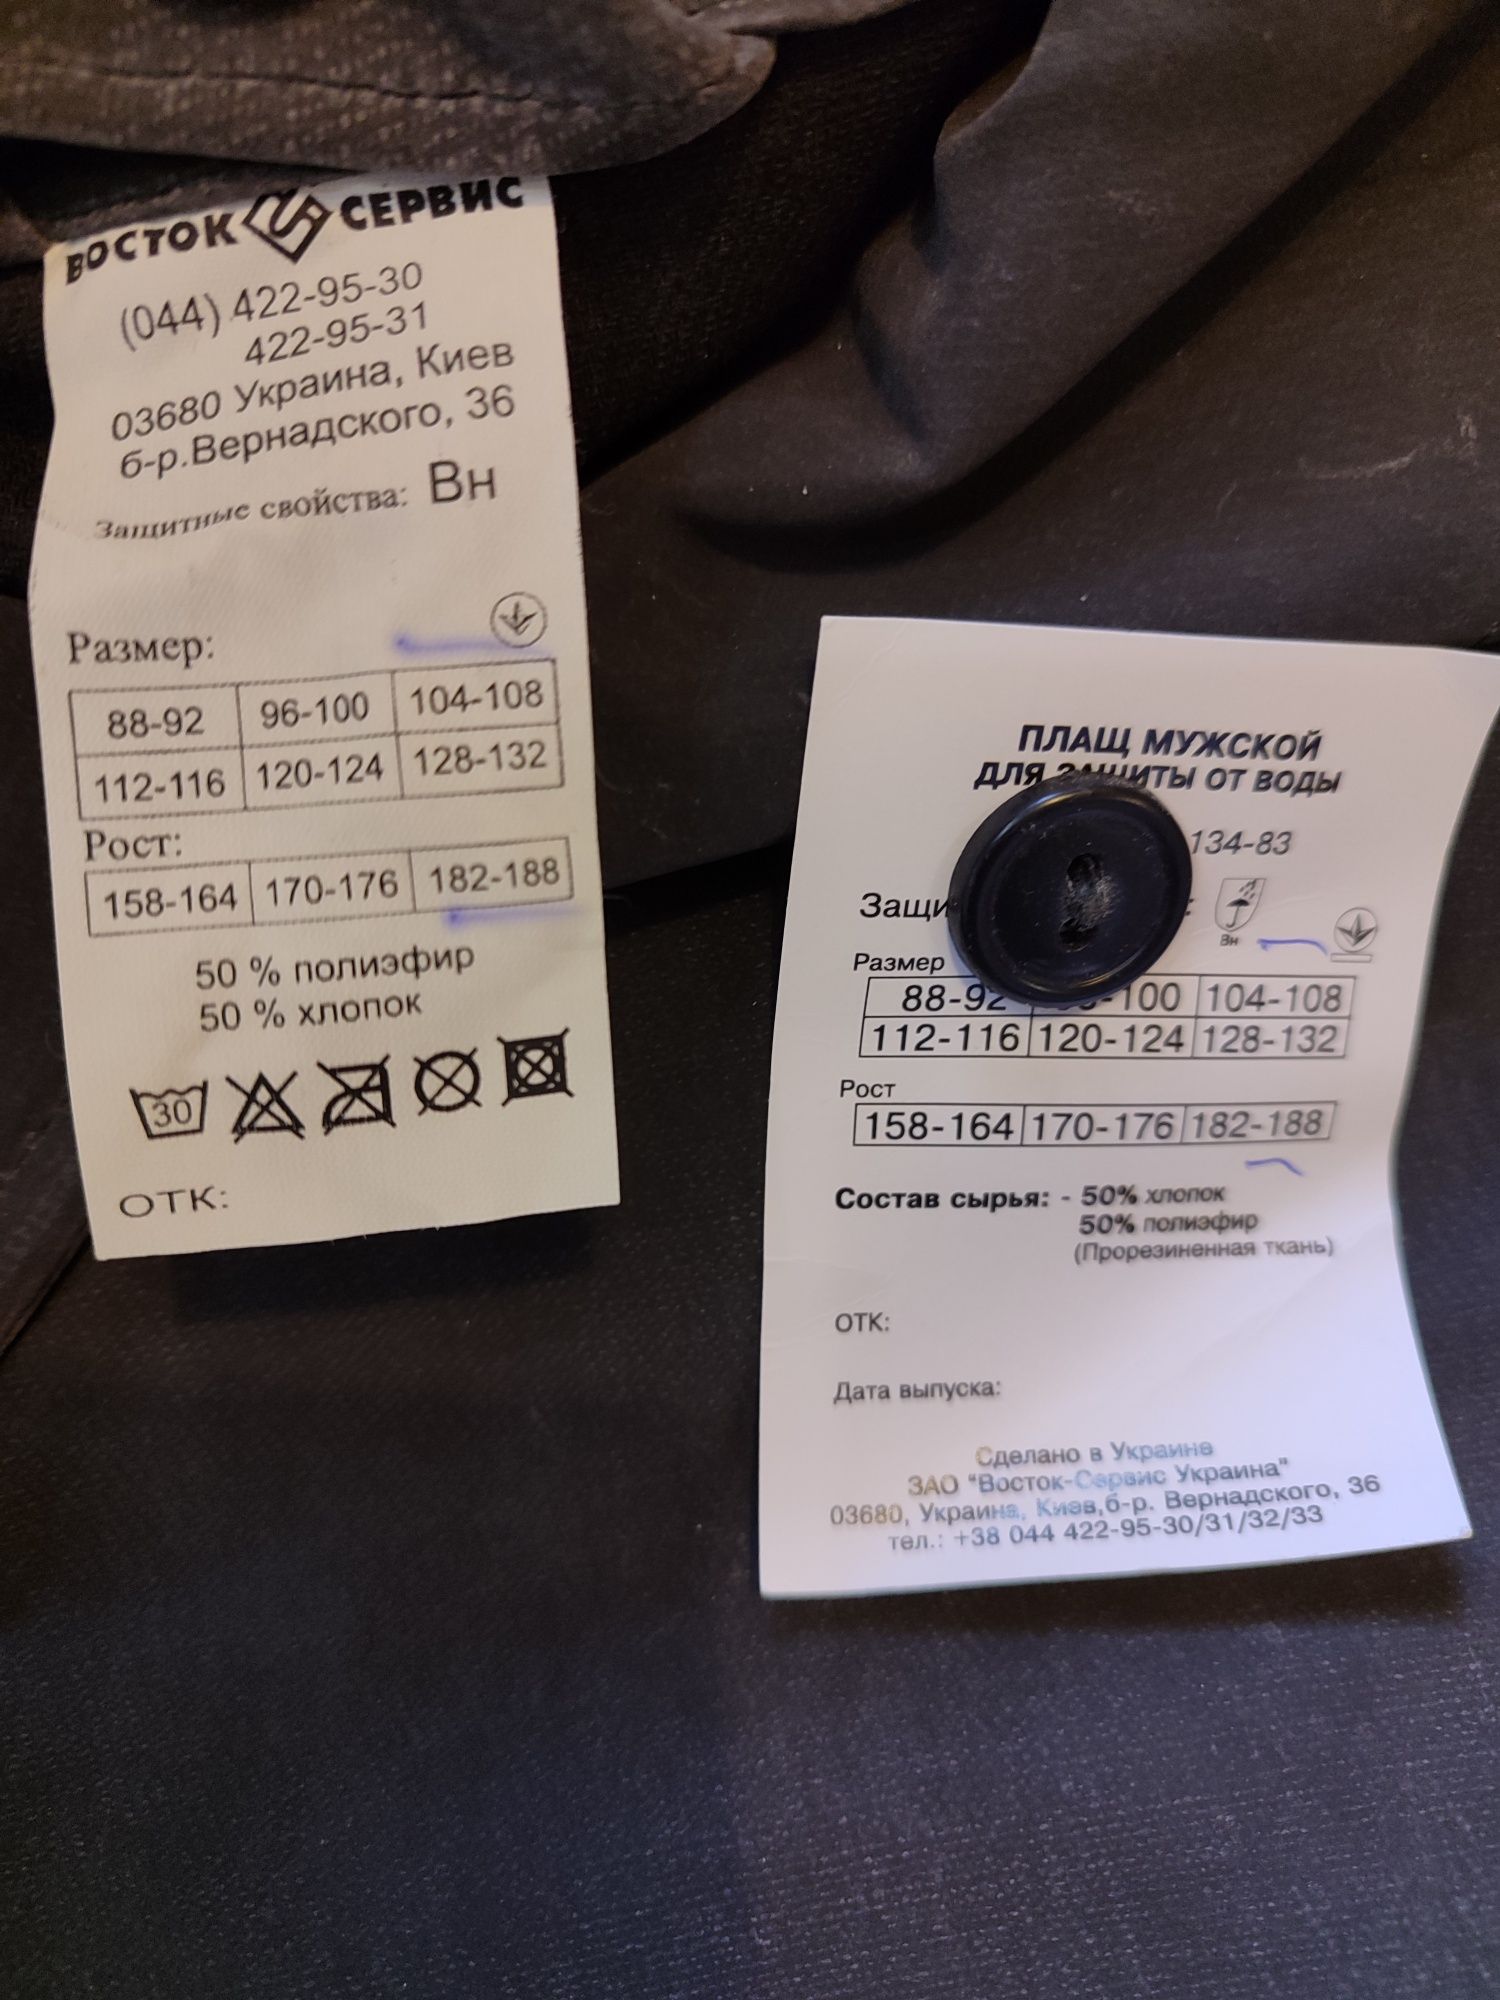 ВОСТОК СЕРВИС
(044) 422-95-30
422-95-31
03680 Украина, Киев
б-р.Вернадского, 36
Защитные свойства: Вн
Размер:
88-92 96-100 104-108
112-116 120-124 128-132
Рост:
158-164 170-176 182-188
50 % полиэфир
50 % хлопок
30
ОТК:
ПЛАЩ МУЖСКОЙ
ДЛЯ ЗАЩИТЫ ОТ ВОДЫ
134-83
Вн
Размер
88-92 104-108
112-116 120-124 128-132
Рост
158-164 170-176 182-188
Состав сырья: - 50% хлопок
50% полиэфир
(Прорезиненная ткань)
ОТК:
Дата выпуска:
Сделано в Украине
ЗАО "Восток-Сервис Украина"
03680, Украина, Киев,б-р. Вернадского, 36
тел.: +38 044 422-95-30/31/32/33